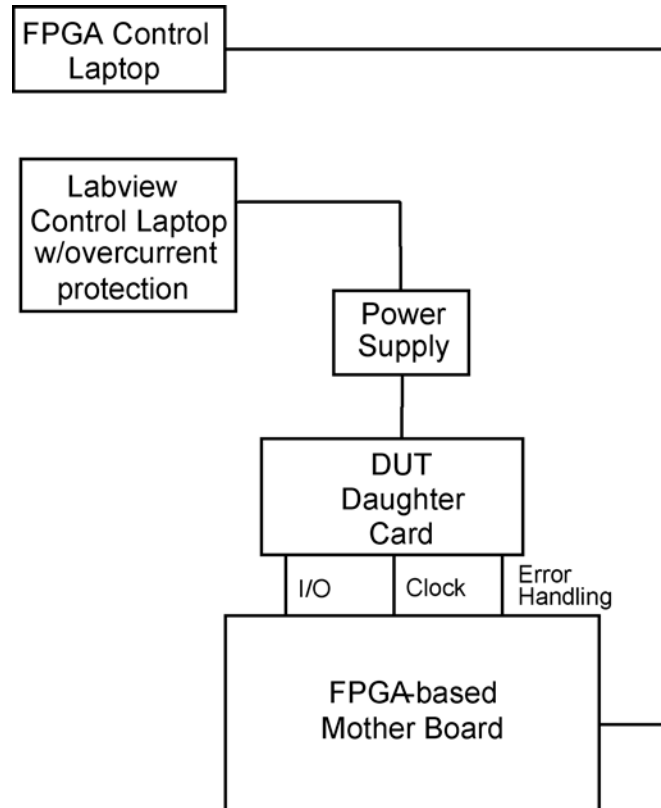 FPGA Control
Laptop
Labview
Control Laptop
w/overcurrent
protection
Power
Supply
DUT
Daughter
Card
I/O
Clock
Error
Handling
FPGA-based
Mother Board